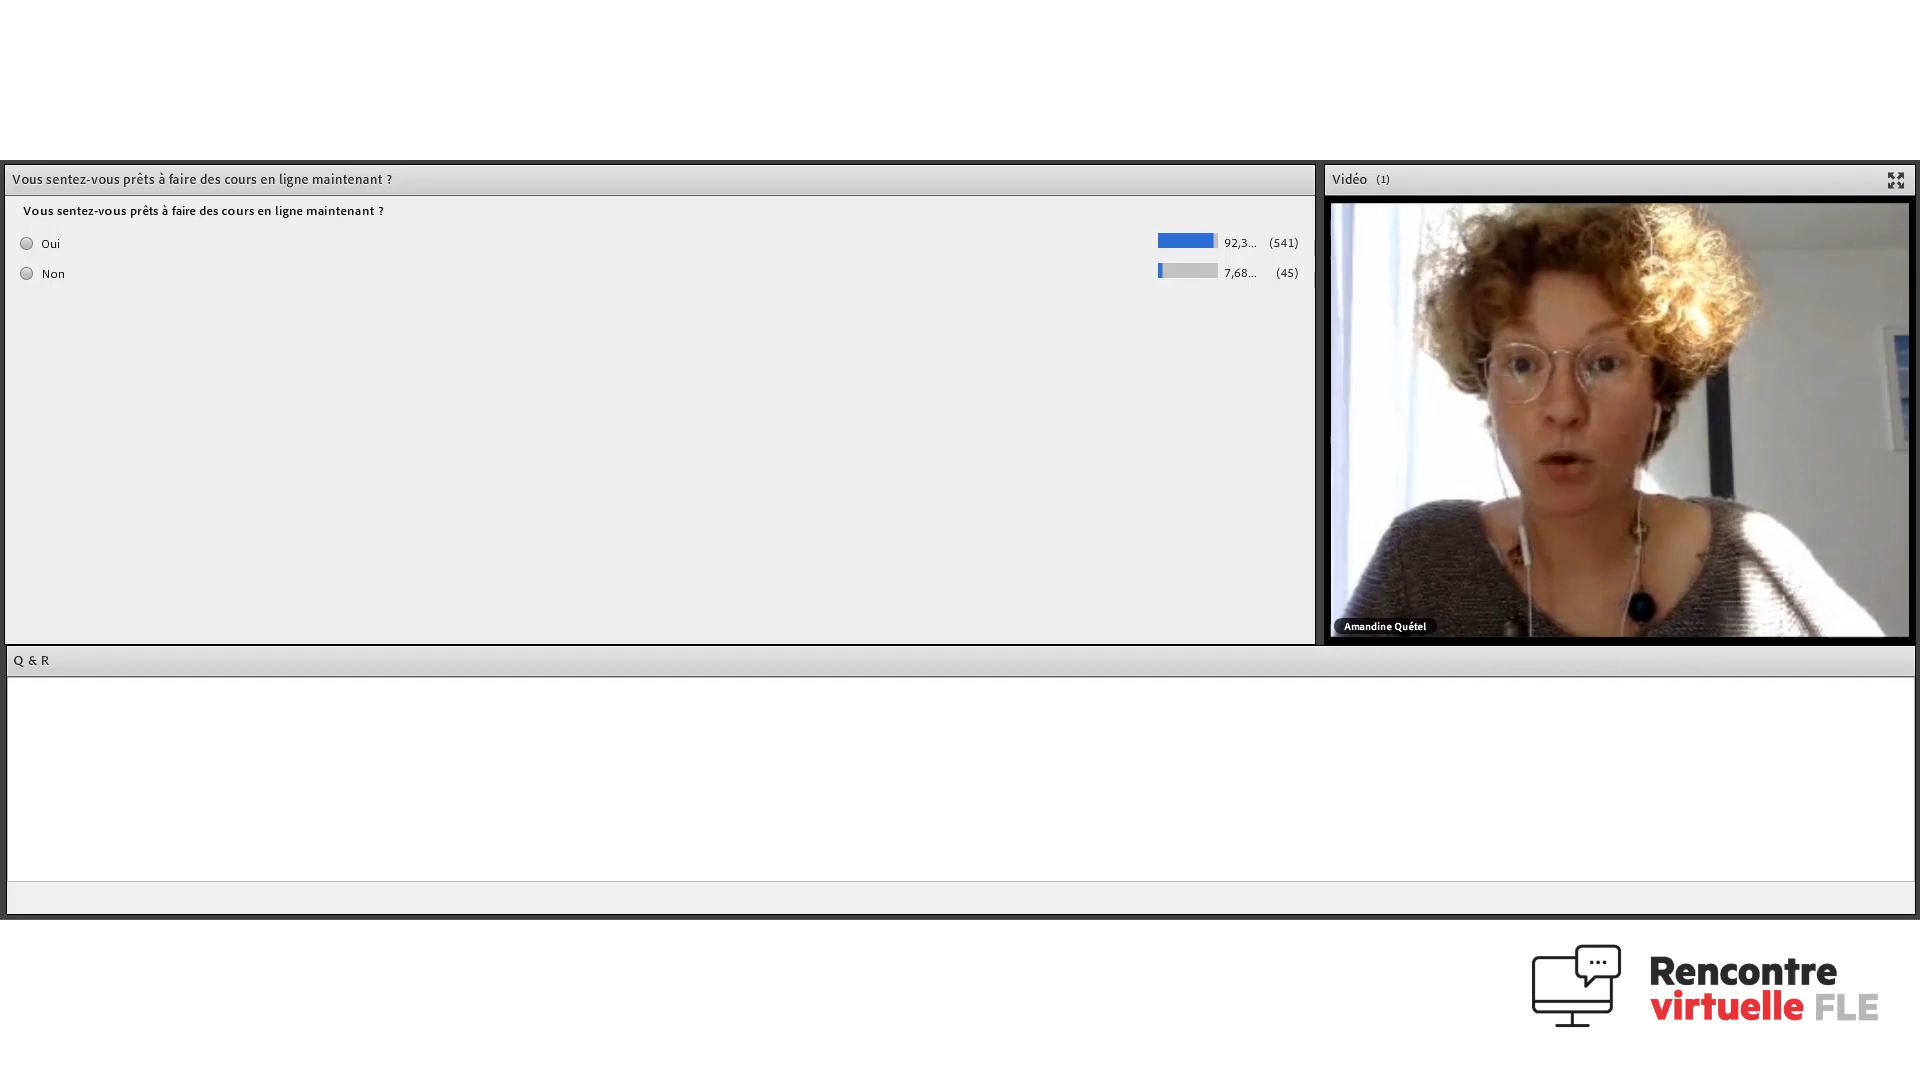 Vous sentez-vous prêts à faire des cours en ligne maintenant ?
Vidéo (1)
Vous sentez-vous prêts à faire des cours en ligne maintenant ?
Oui 92,3... (541)
Non 7,68... (45)
Amandine Quétel
Q & R
Rencontre
virtuelle FLE